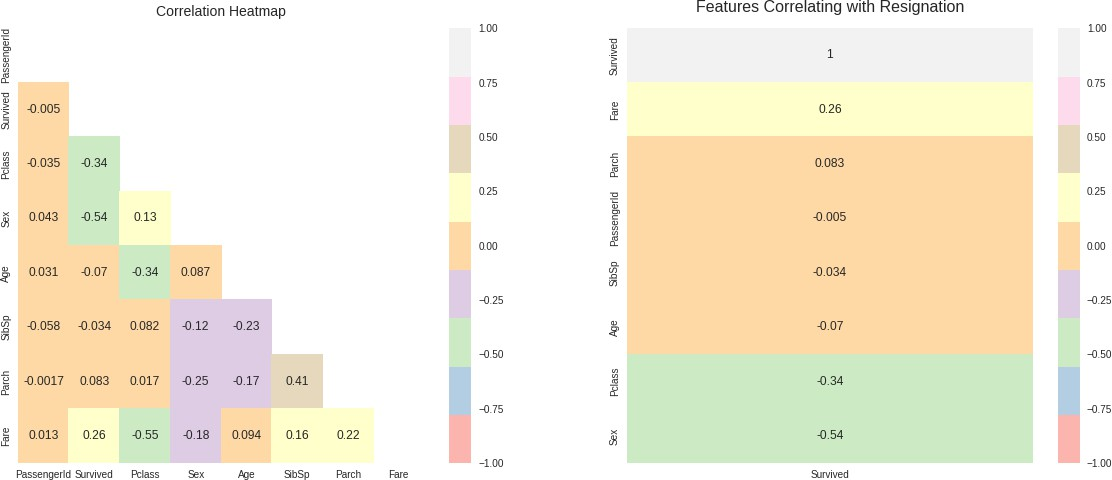 Correlation Heatmap
PassengerId
Survived -0.005
Pclass -0.035 -0.34
Sex 0.043 -0.54 0.13
Age 0.031 -0.07 -0.34 0.087
SibSp -0.058 -0.034 0.082 -0.12 -0.23
Parch -0.0017 0.083 0.017 -0.25 -0.17 0.41
Fare 0.013 0.26 -0.55 -0.18 0.094 0.16 0.22
PassengerId Survived Pclass Sex Age SibSp Parch Fare
1.00
0.75
0.50
0.25
0.00
−0.25
−0.50
−0.75
−1.00
Features Correlating with Resignation
Survived 1
Fare 0.26
Parch 0.083
PassengerId -0.005
SibSp -0.034
Age -0.07
Pclass -0.34
Sex -0.54
Survived
1.00
0.75
0.50
0.25
0.00
−0.25
−0.50
−0.75
−1.00